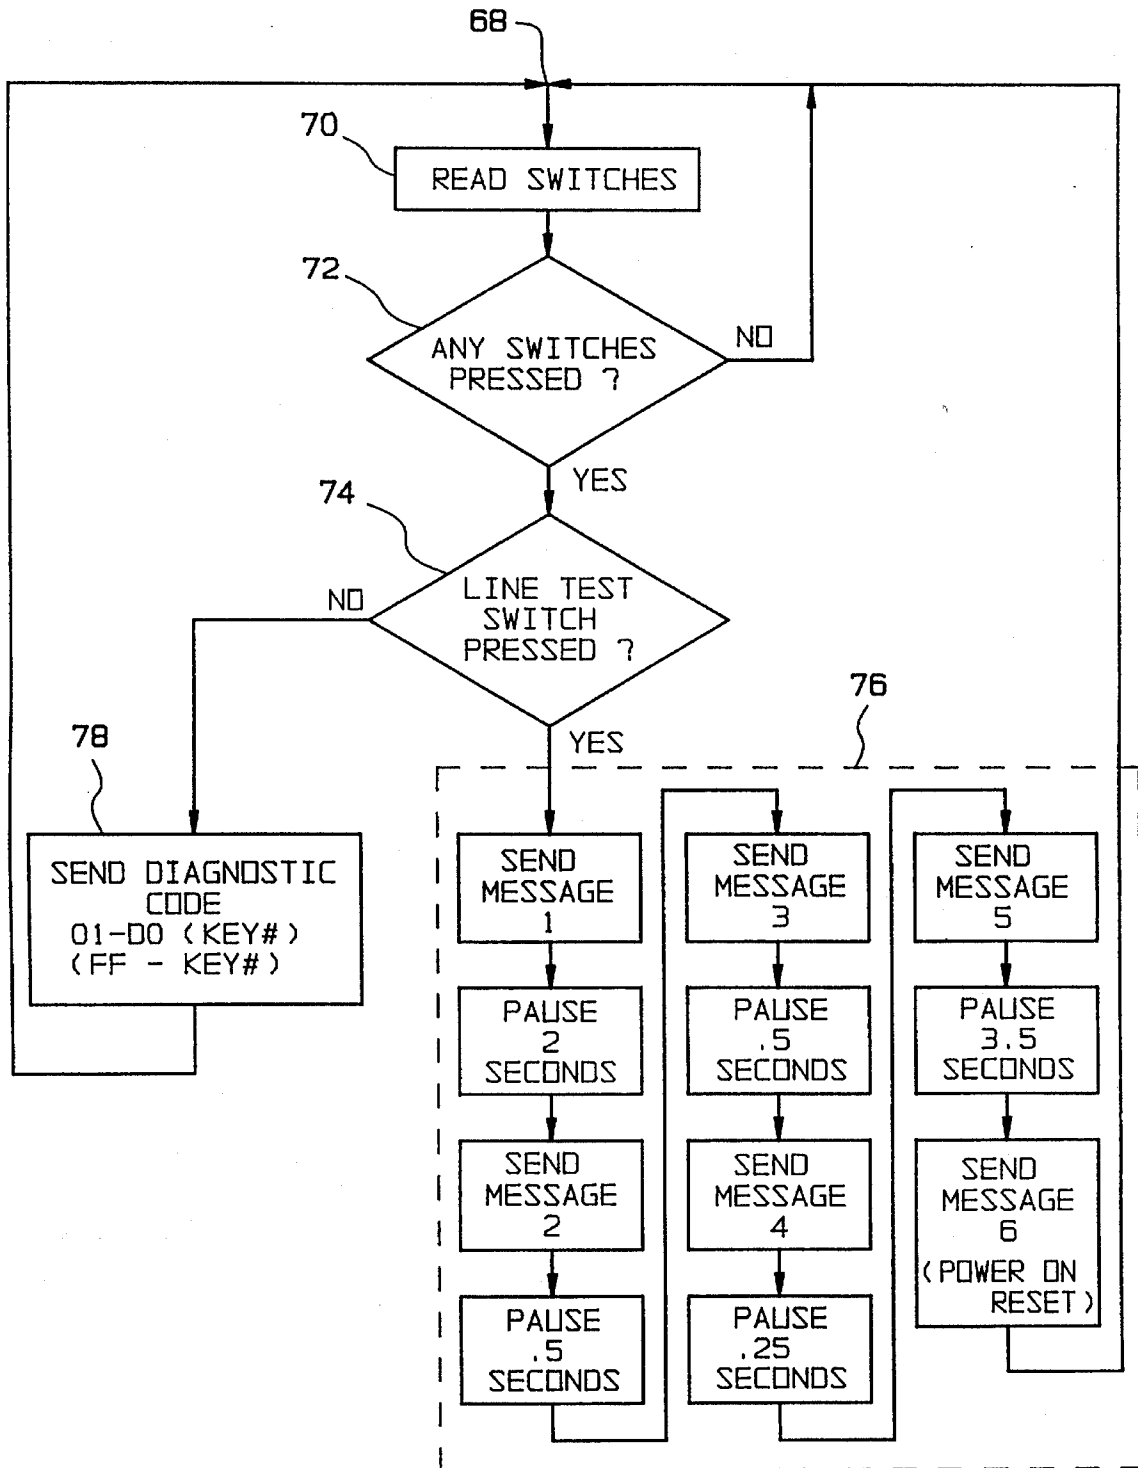 68
70
READ SWITCHES
72
ANY SWITCHES
PRESSED ?
NO
YES
74
LINE TEST
SWITCH
PRESSED ?
NO
YES
76
78
SEND DIAGNOSTIC
CODE
01-D0 (KEY#)
(FF - KEY#)
SEND
MESSAGE
1
PAUSE
2
SECONDS
SEND
MESSAGE
2
PAUSE
.5
SECONDS
SEND
MESSAGE
3
PAUSE
.5
SECONDS
SEND
MESSAGE
4
PAUSE
.25
SECONDS
SEND
MESSAGE
5
PAUSE
3.5
SECONDS
SEND
MESSAGE
6
(POWER ON
RESET)